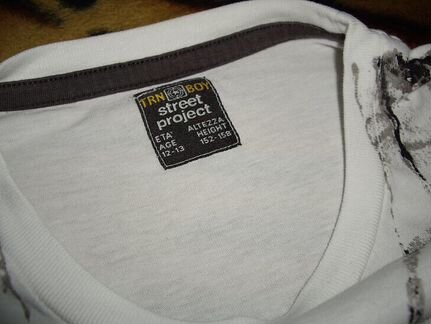 TRN BOY
street
project
ETA' ALTEZZA
AGE HEIGHT
12-13 152-158